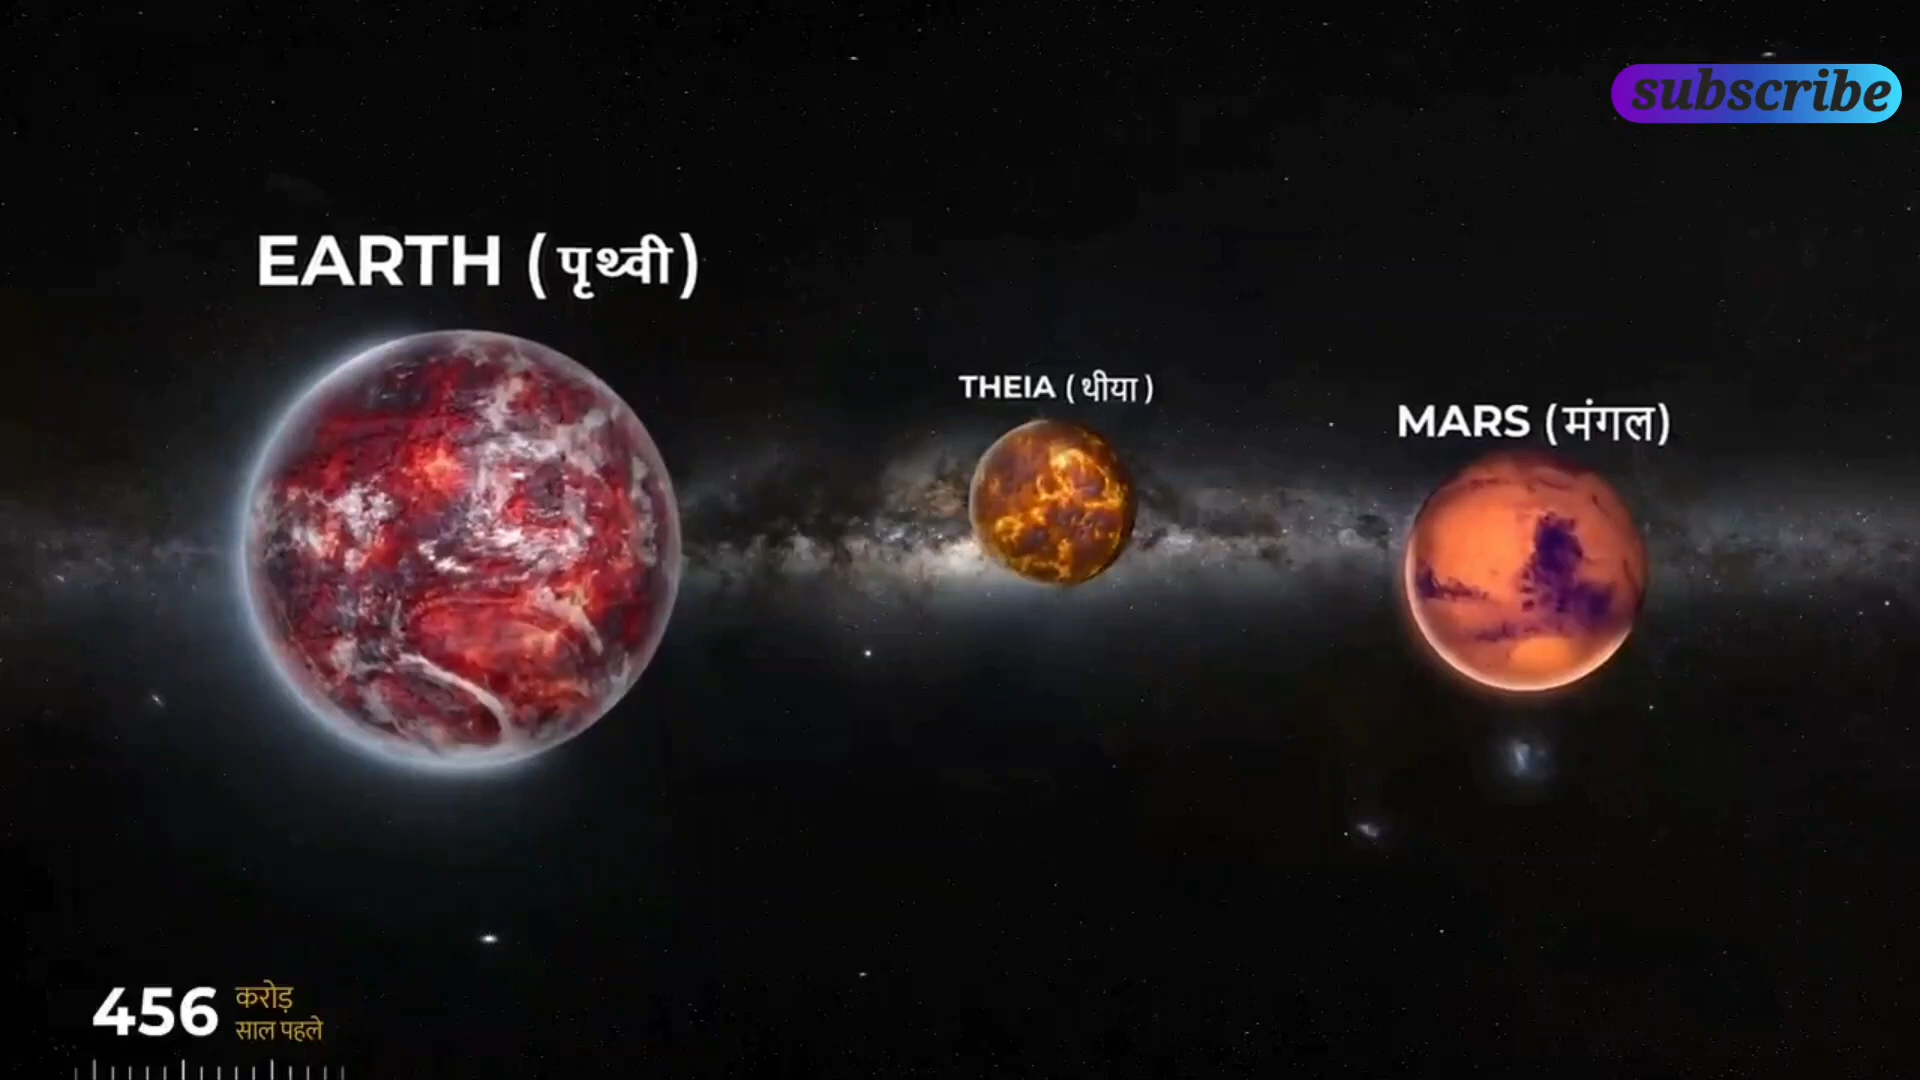 subscribe
EARTH (पृथ्वी)
THEIA (थीया)
MARS (मंगल)
456 करोड़
साल पहले